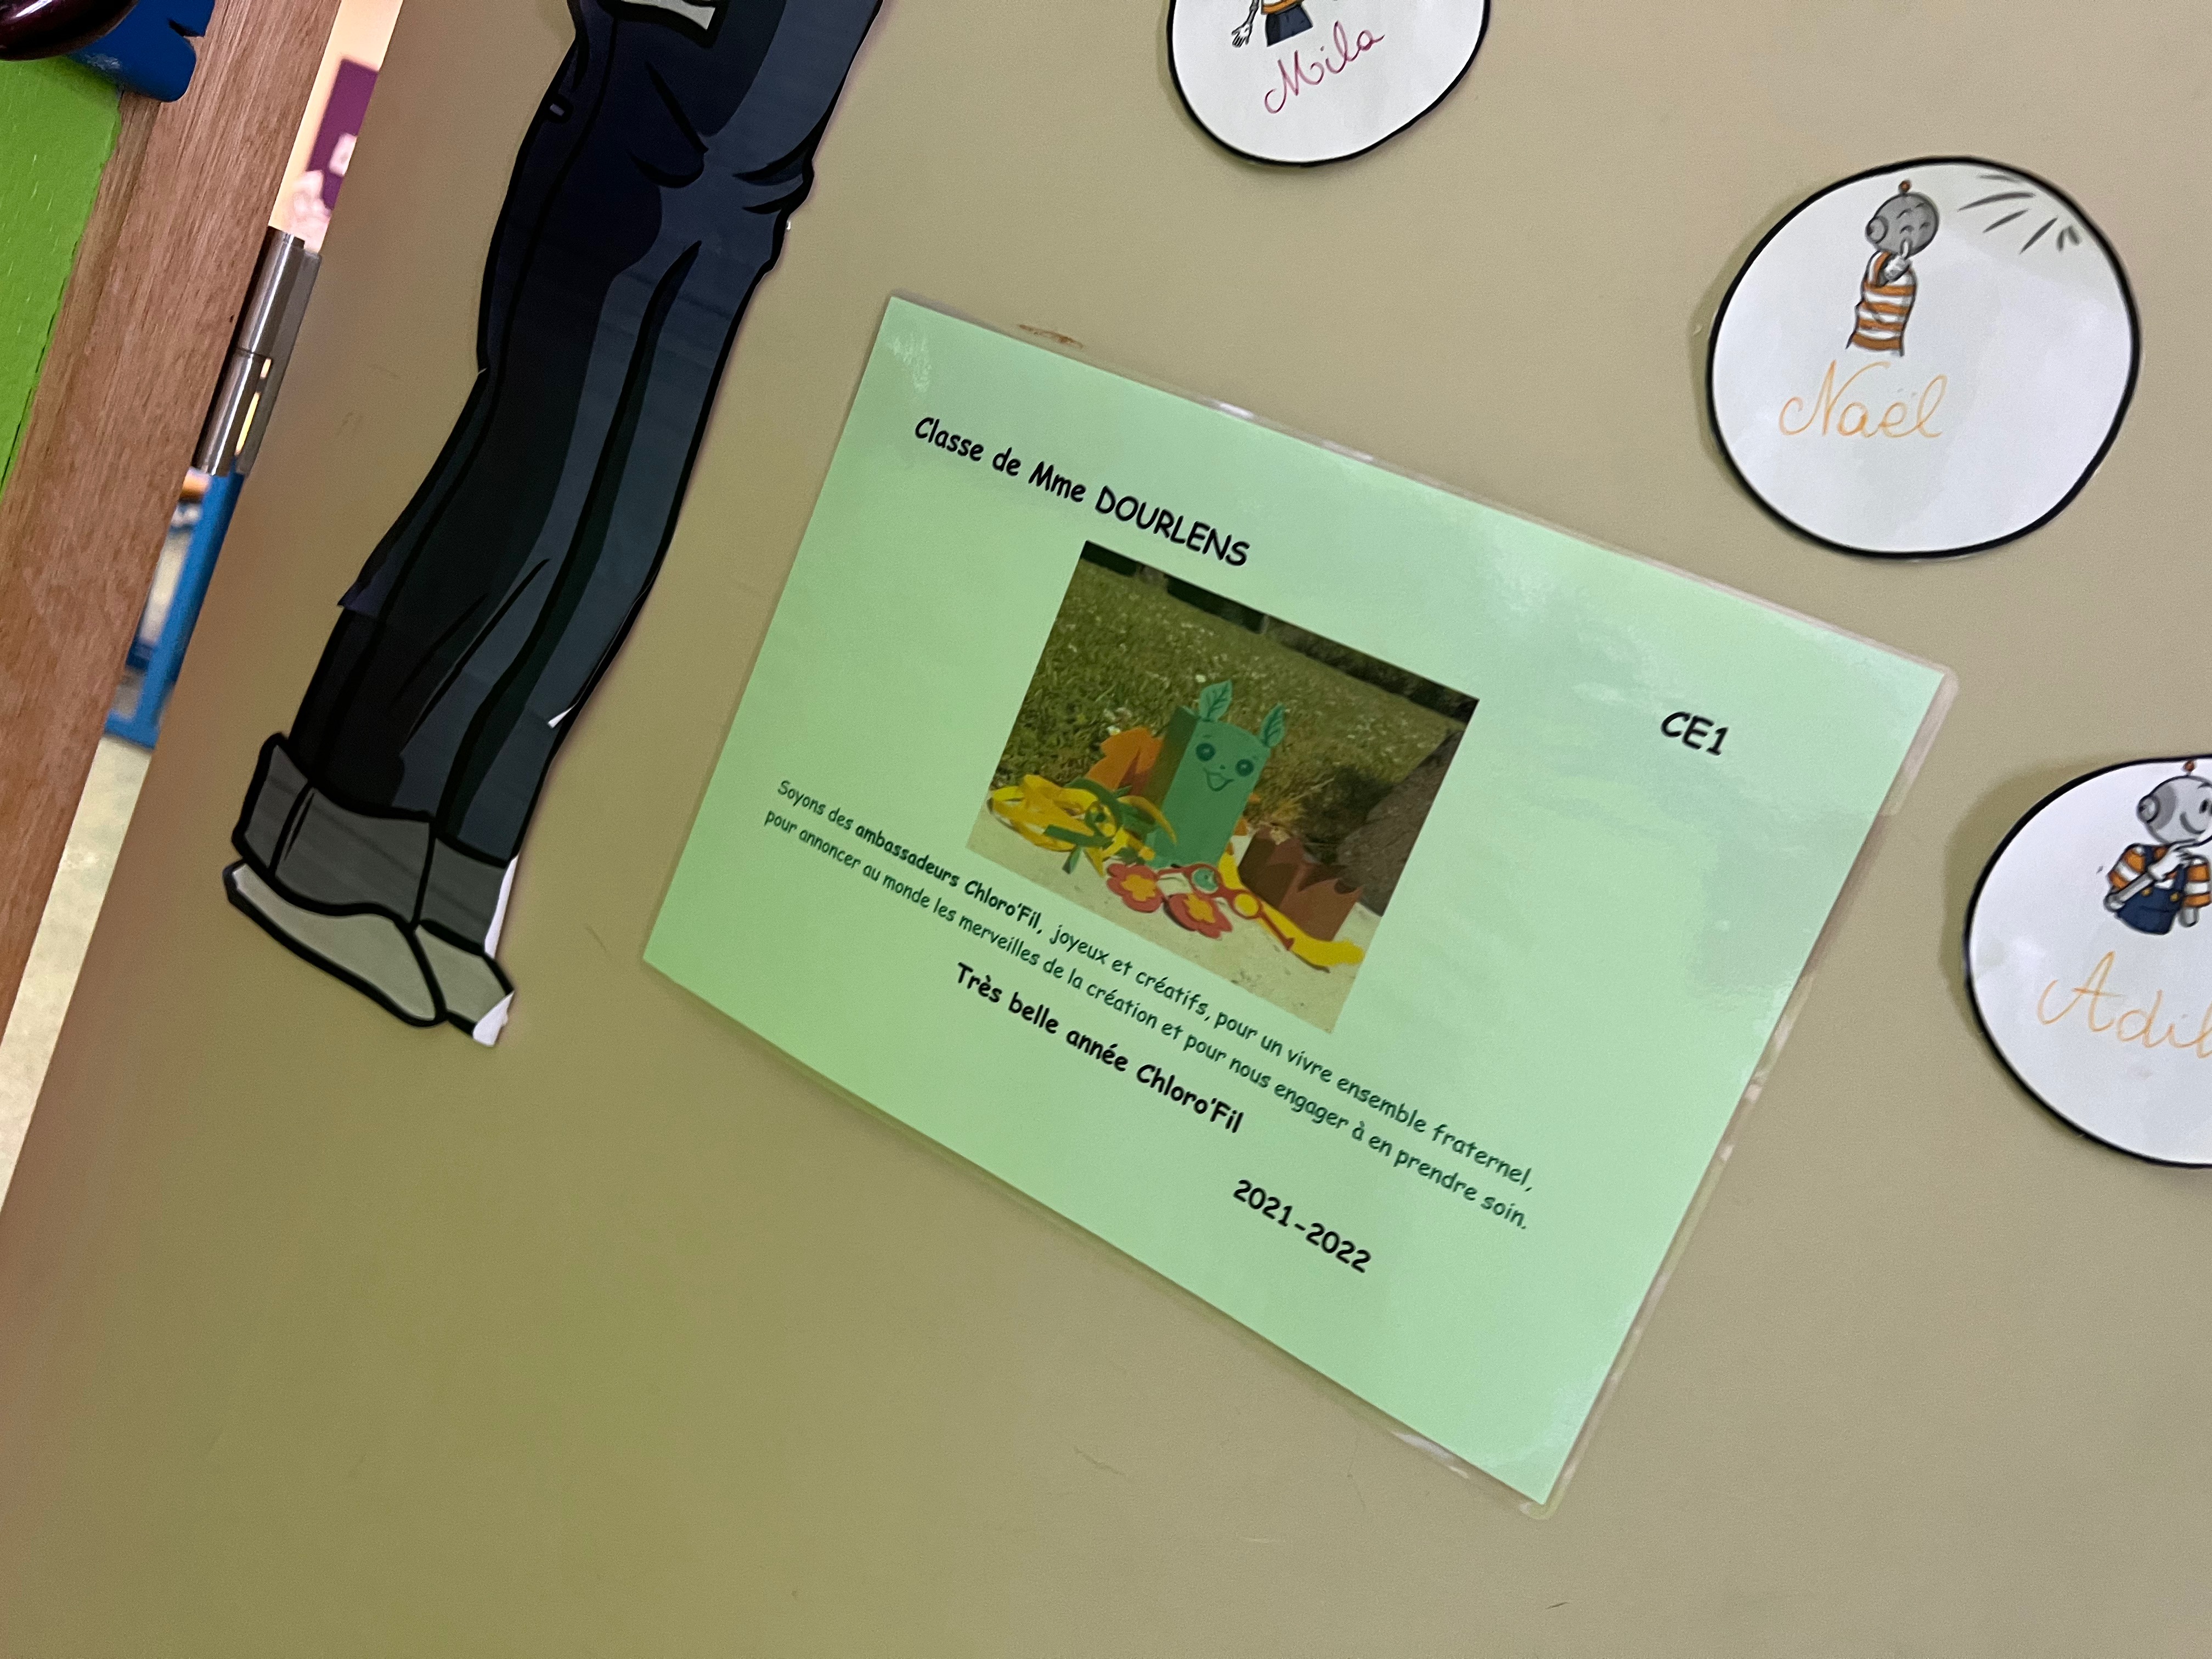 Mila
Naël
Classe de Mme DOURLENS
CE1
Soyons des ambassadeurs Chloro'Fil, joyeux et créatifs, pour un vivre ensemble fraternel,
pour annoncer au monde les merveilles de la création et pour nous engager à en prendre soin.
Très belle année Chloro'Fil
2021-2022